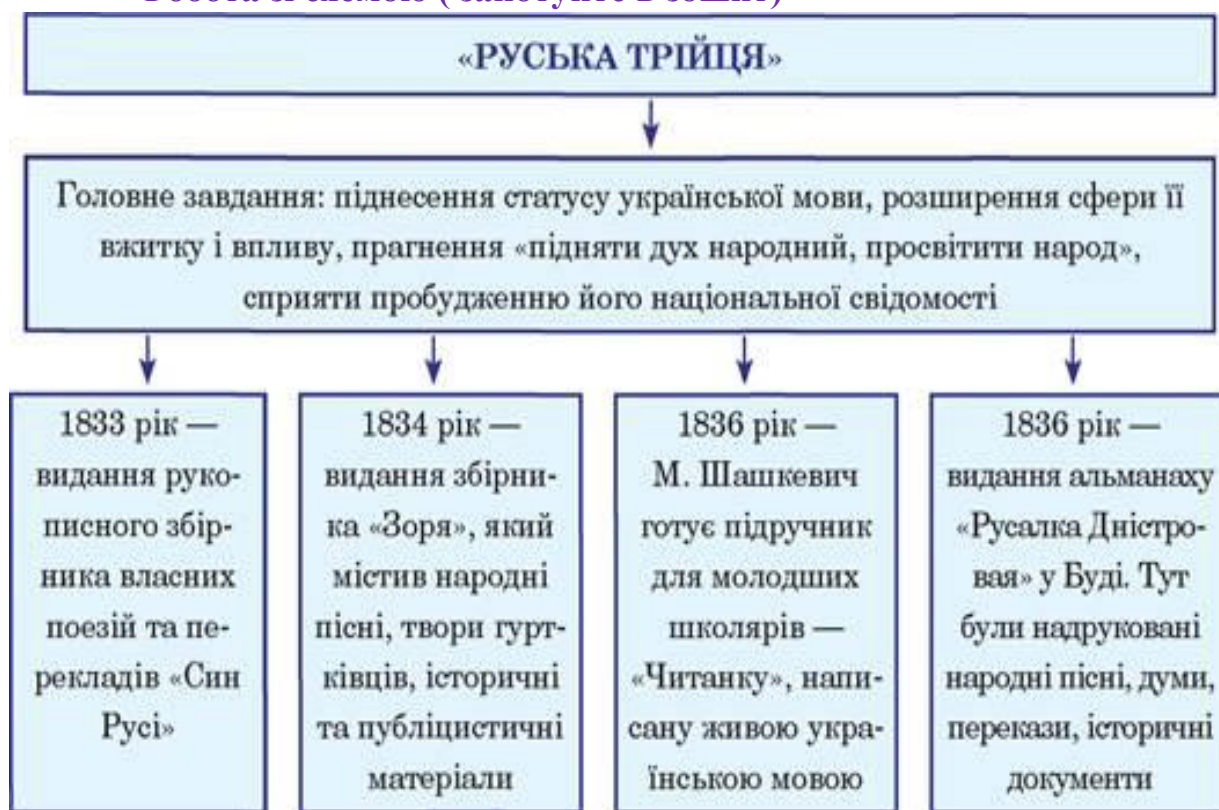 «РУСЬКА ТРІЙЦЯ»
Головне завдання: піднесення статусу української мови, розширення сфери її
вжитку і впливу, прагнення «підняти дух народний, просвітити народ»,
сприяти пробудженню його національної свідомості
1833 рік —
видання руко-
писного збір-
ника власних
поезій та пе-
рекладів «Син
Русі»
1834 рік —
видання збірни-
ка «Зоря», який
містив народні
пісні, твори гурт-
ківців, історичні
та публіцистичні
матеріали
1836 рік —
М. Шашкевич
готує підручник
для молодших
школярів —
«Читанку», напи-
сану живою укра-
їнською мовою
1836 рік —
видання альманаху
«Русалка Дністро-
вая» у Буді. Тут
були надруковані
народні пісні, думи,
перекази, історичні
документи